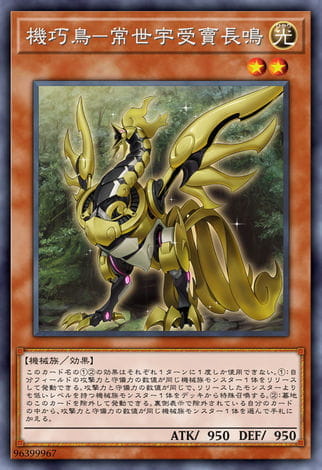 機巧鳥-常世宇受賣長鳴
光
【機械族／効果】
このカード名の①②の効果はそれぞれ1ターンに1度しか使用できない。①:自
分フィールドの攻撃力と守備力の数値が同じ機械族モンスター1体をリリース
して発動できる。攻撃力と守備力の数値が同じで、リリースしたモンスターより
も低いレベルを持つ機械族モンスター1体をデッキから特殊召喚する。②:墓地
のこのカードを除外して発動できる。裏側表示で除外されている自分のカード
の中から、攻撃力と守備力の数値が同じ機械族モンスター1体を選んで手札に
加える。
ATK/ 950 DEF/ 950
96399967